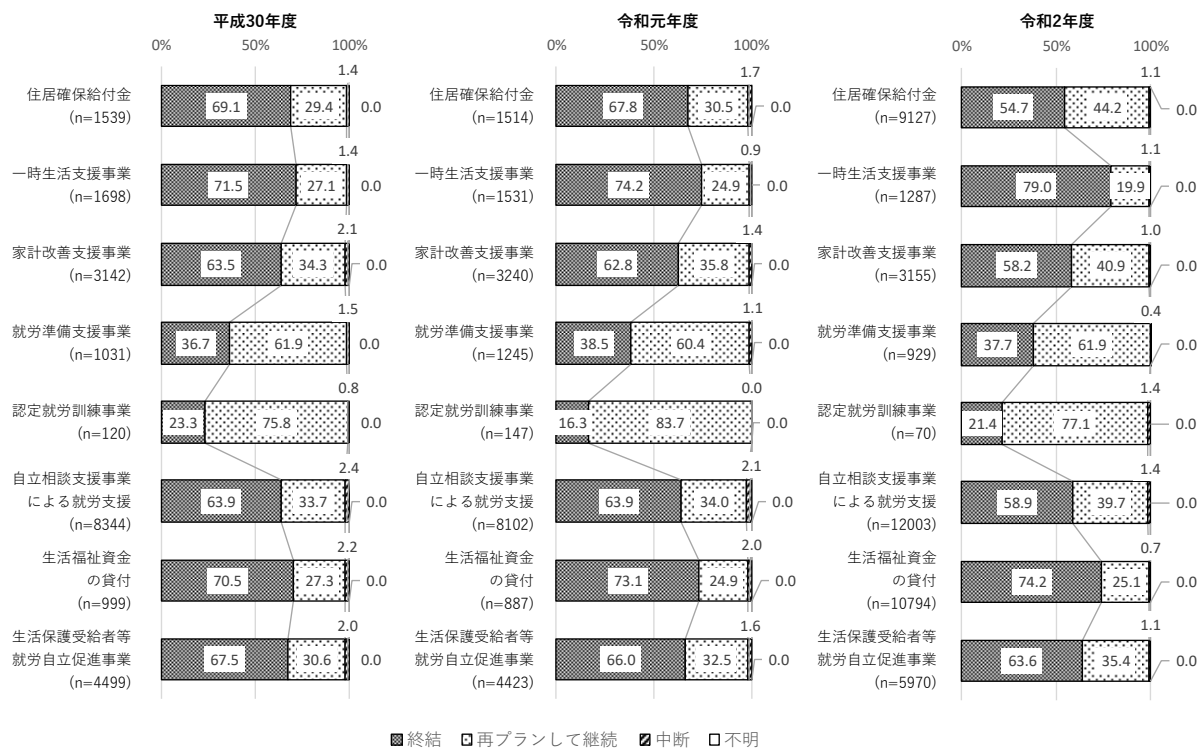 平成30年度
0% 50% 100%
住居確保給付金
(n=1539)
1.4
69.1 29.4 0.0
一時生活支援事業
(n=1698)
1.4
71.5 27.1 0.0
家計改善支援事業
(n=3142)
2.1
63.5 34.3 0.0
就労準備支援事業
(n=1031)
1.5
36.7 61.9 0.0
認定就労訓練事業
(n=120)
0.8
23.3 75.8 0.0
自立相談支援事業
による就労支援
(n=8344)
2.4
63.9 33.7 0.0
生活福祉資金
の貸付
(n=999)
2.2
70.5 27.3 0.0
生活保護受給者等
就労自立促進事業
(n=4499)
2.0
67.5 30.6 0.0
令和元年度
0% 50% 100%
住居確保給付金
(n=1514)
1.7
67.8 30.5 0.0
一時生活支援事業
(n=1531)
0.9
74.2 24.9 0.0
家計改善支援事業
(n=3240)
1.4
62.8 35.8 0.0
就労準備支援事業
(n=1245)
1.1
38.5 60.4 0.0
認定就労訓練事業
(n=147)
0.0
16.3 83.7 0.0
自立相談支援事業
による就労支援
(n=8102)
2.1
63.9 34.0 0.0
生活福祉資金
の貸付
(n=887)
2.0
73.1 24.9 0.0
生活保護受給者等
就労自立促進事業
(n=4423)
1.6
66.0 32.5 0.0
令和2年度
0% 50% 100%
住居確保給付金
(n=9127)
1.1
54.7 44.2 0.0
一時生活支援事業
(n=1287)
1.1
79.0 19.9 0.0
家計改善支援事業
(n=3155)
1.0
58.2 40.9 0.0
就労準備支援事業
(n=929)
0.4
37.7 61.9 0.0
認定就労訓練事業
(n=70)
1.4
21.4 77.1 0.0
自立相談支援事業
による就労支援
(n=12003)
1.4
58.9 39.7 0.0
生活福祉資金
の貸付
(n=10794)
0.7
74.2 25.1 0.0
生活保護受給者等
就労自立促進事業
(n=5970)
1.1
63.6 35.4 0.0
終結 再プランして継続 中断 不明